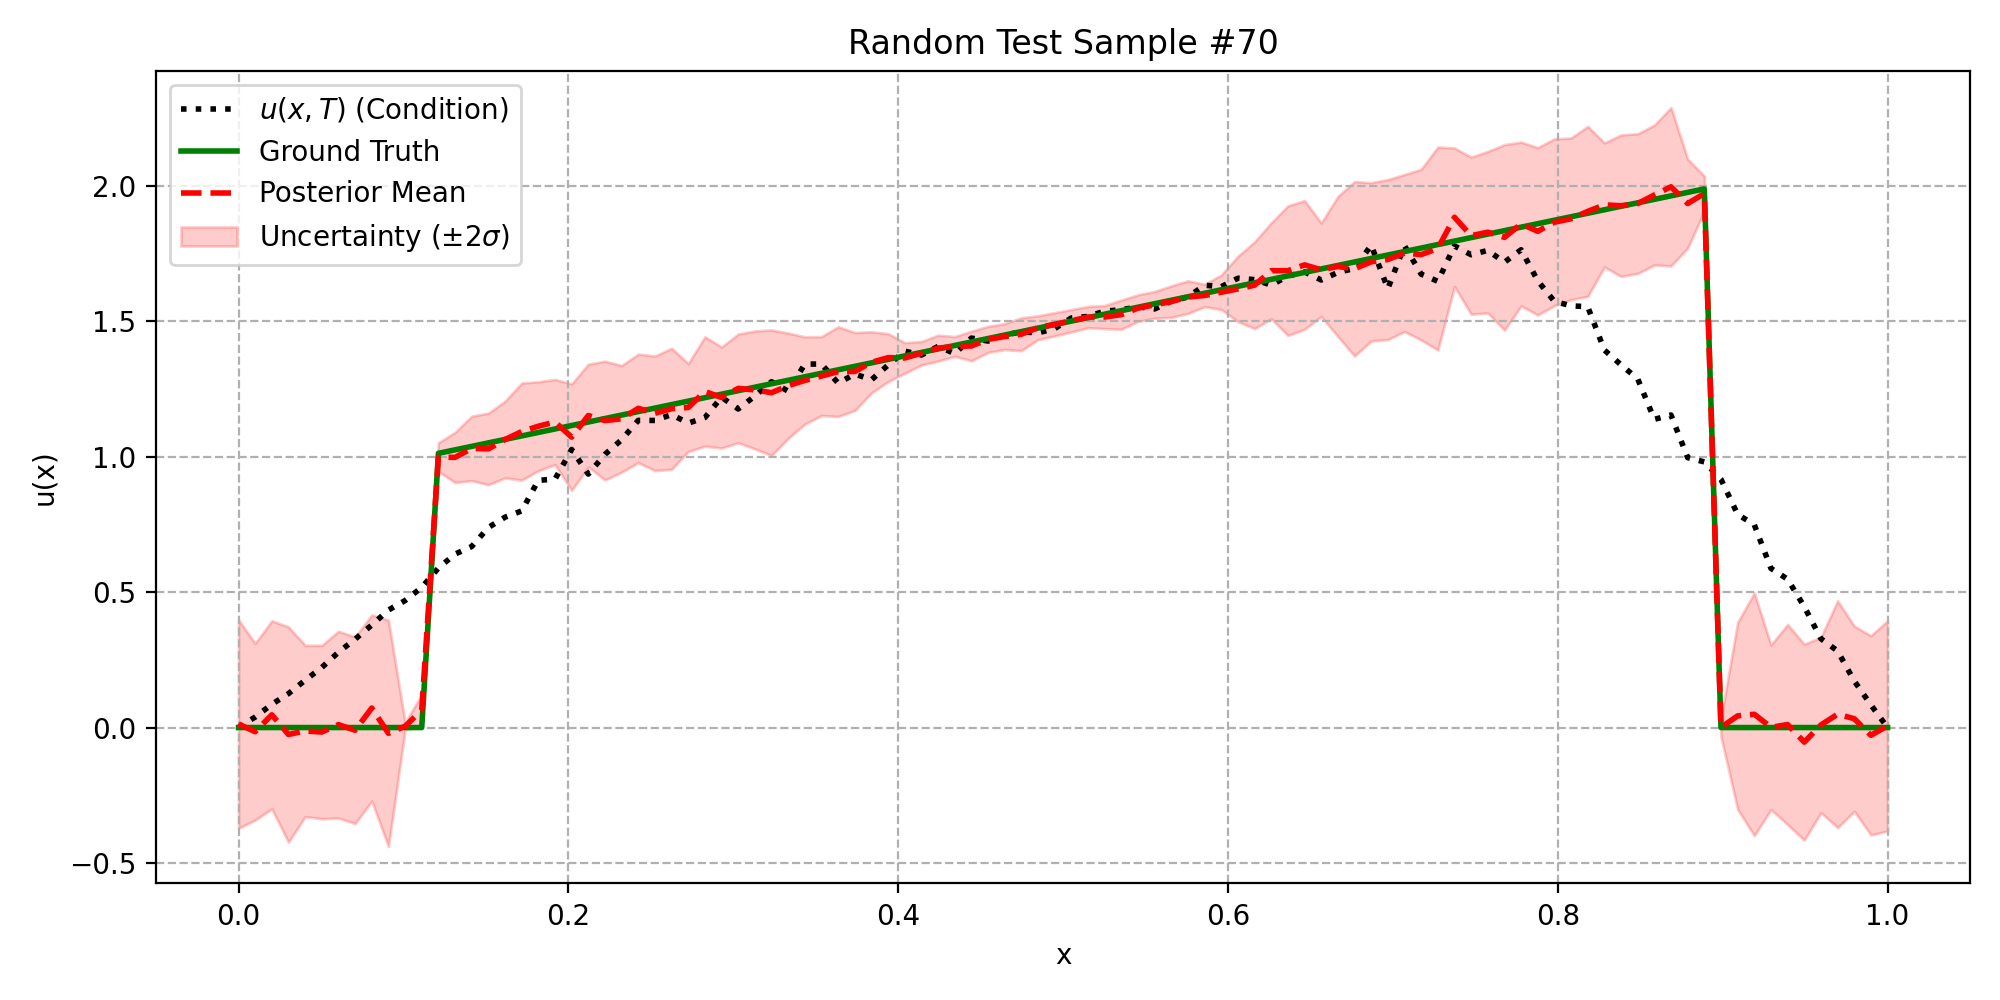 Random Test Sample #70
u(x, T) (Condition)
Ground Truth
Posterior Mean
Uncertainty (±2σ)
2.0
1.5
1.0
0.5
0.0
−0.5
u(x)
0.0 0.2 0.4 0.6 0.8 1.0
x